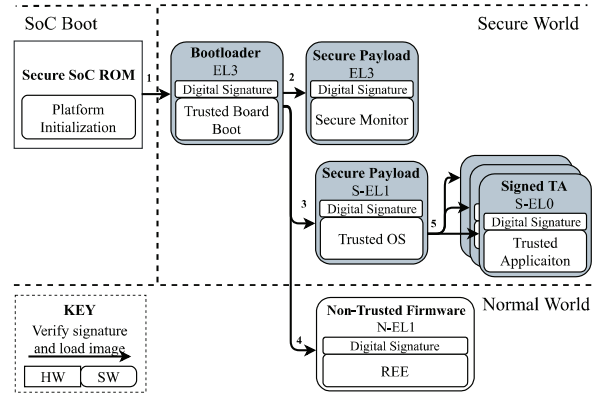 SoC Boot
Secure World
Secure SoC ROM
Platform
Initialization
1
Bootloader
EL3
Digital Signature
Trusted Board
Boot
2
Secure Payload
EL3
Digital Signature
Secure Monitor
3
Secure Payload
S-EL1
Digital Signature
Trusted OS
5
Signed TA
S-EL0
Digital Signature
Trusted
Applicaiton
Normal World
4
Non-Trusted Firmware
N-EL1
Digital Signature
REE
KEY
Verify signature
and load image
HW
SW